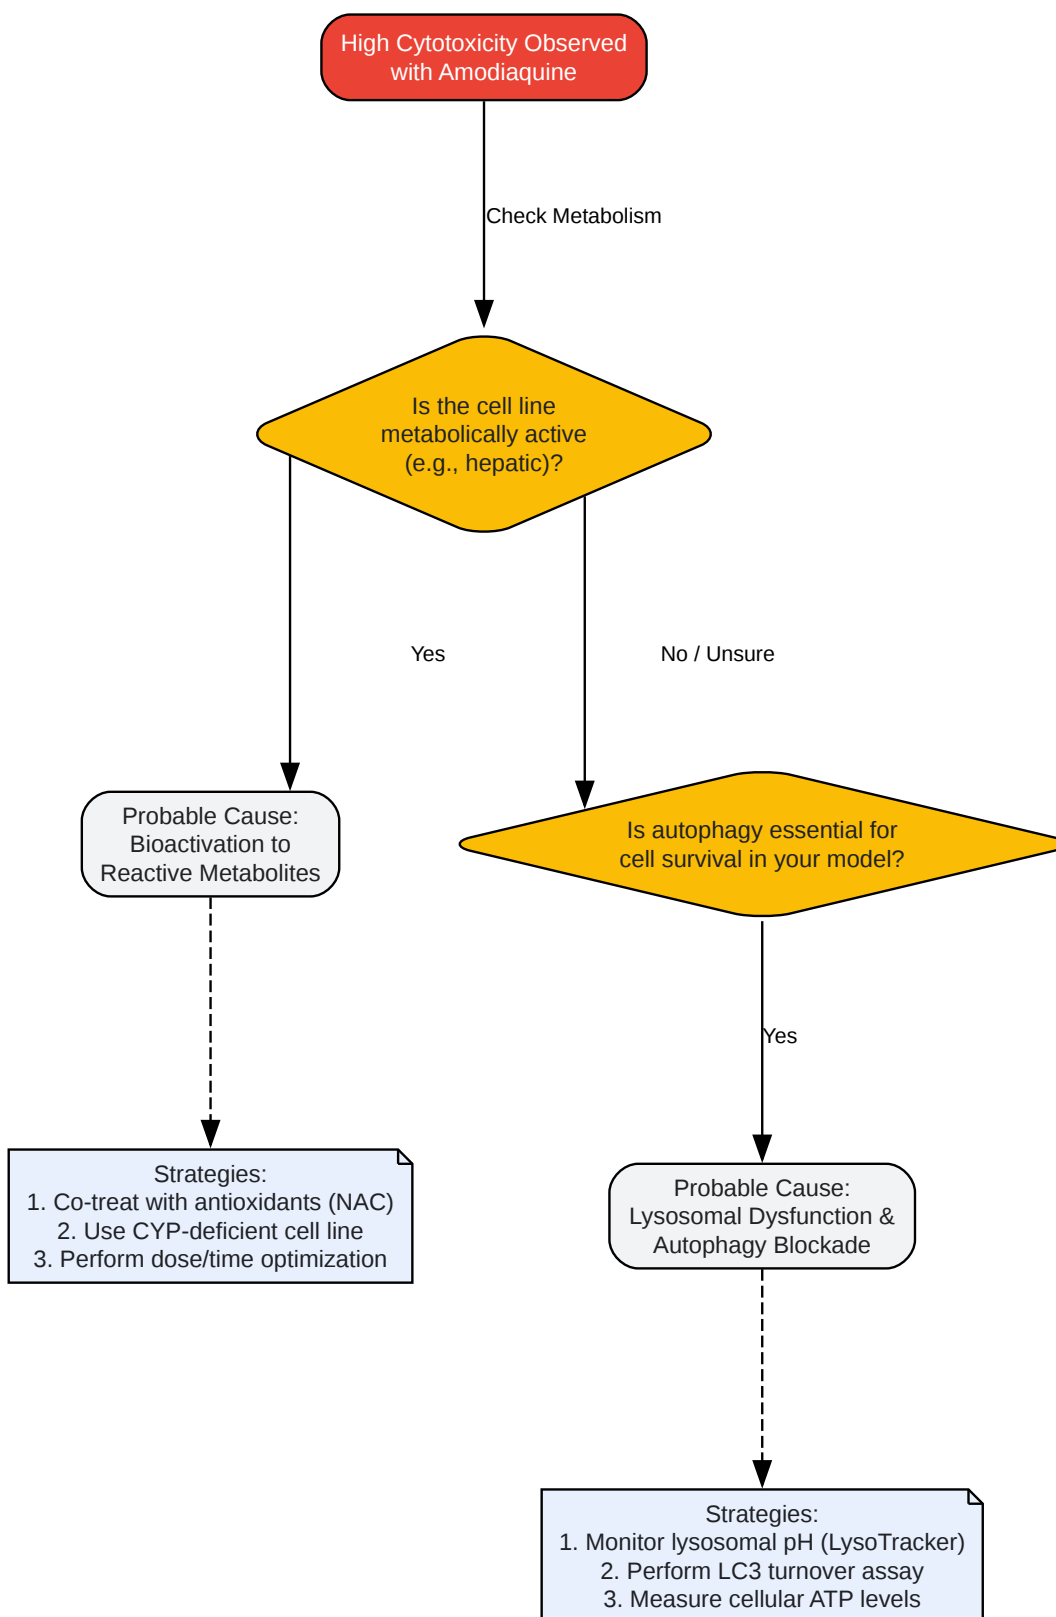 High Cytotoxicity Observed
with Amodiaquine
Check Metabolism
Is the cell line
metabolically active
(e.g., hepatic)?
Yes
No / Unsure
Probable Cause:
Bioactivation to
Reactive Metabolites
Is autophagy essential for
cell survival in your model?
Yes
Strategies:
1. Co-treat with antioxidants (NAC)
2. Use CYP-deficient cell line
3. Perform dose/time optimization
Probable Cause:
Lysosomal Dysfunction &
Autophagy Blockade
Strategies:
1. Monitor lysosomal pH (LysoTracker)
2. Perform LC3 turnover assay
3. Measure cellular ATP levels